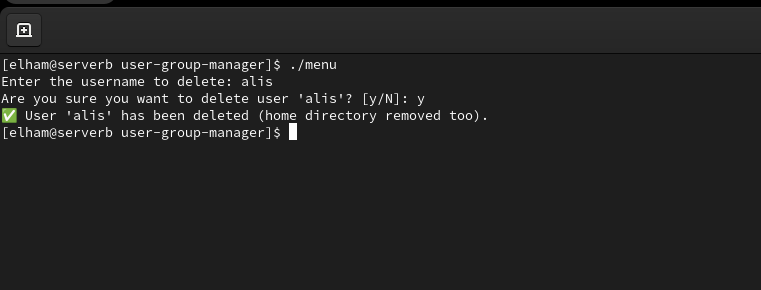 [elham@serverb user-group-manager]$ ./menu
Enter the username to delete: alis
Are you sure you want to delete user 'alis'? [y/N]: y
✅ User 'alis' has been deleted (home directory removed too).
[elham@serverb user-group-manager]$